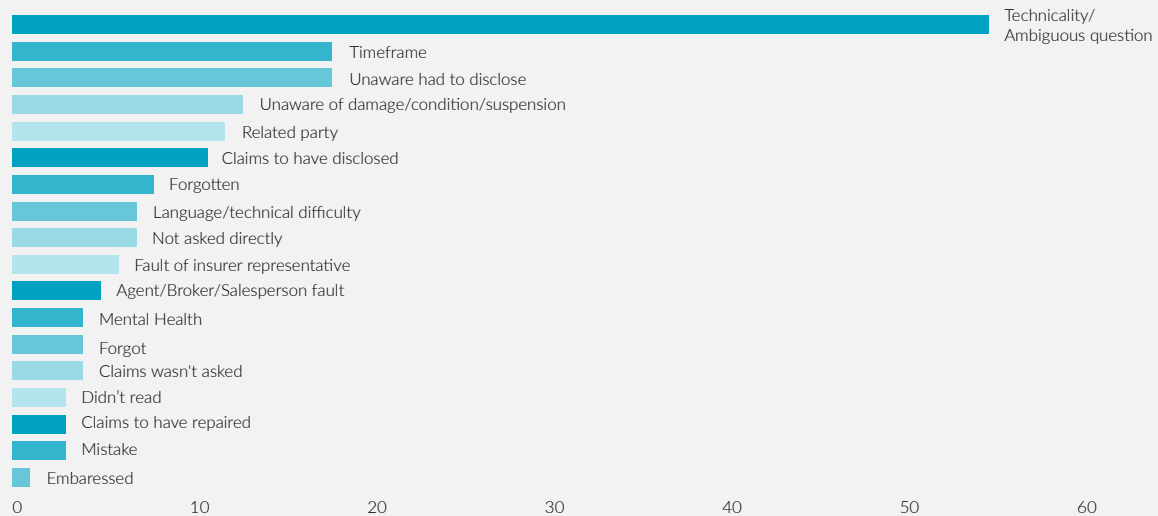 Technicality/
Ambiguous question
Timeframe
Unaware had to disclose
Unaware of damage/condition/suspension
Related party
Claims to have disclosed
Forgotten
Language/technical difficulty
Not asked directly
Fault of insurer representative
Agent/Broker/Salesperson fault
Mental Health
Forgot
Claims wasn't asked
Didn’t read
Claims to have repaired
Mistake
Embaressed
0 10 20 30 40 50 60